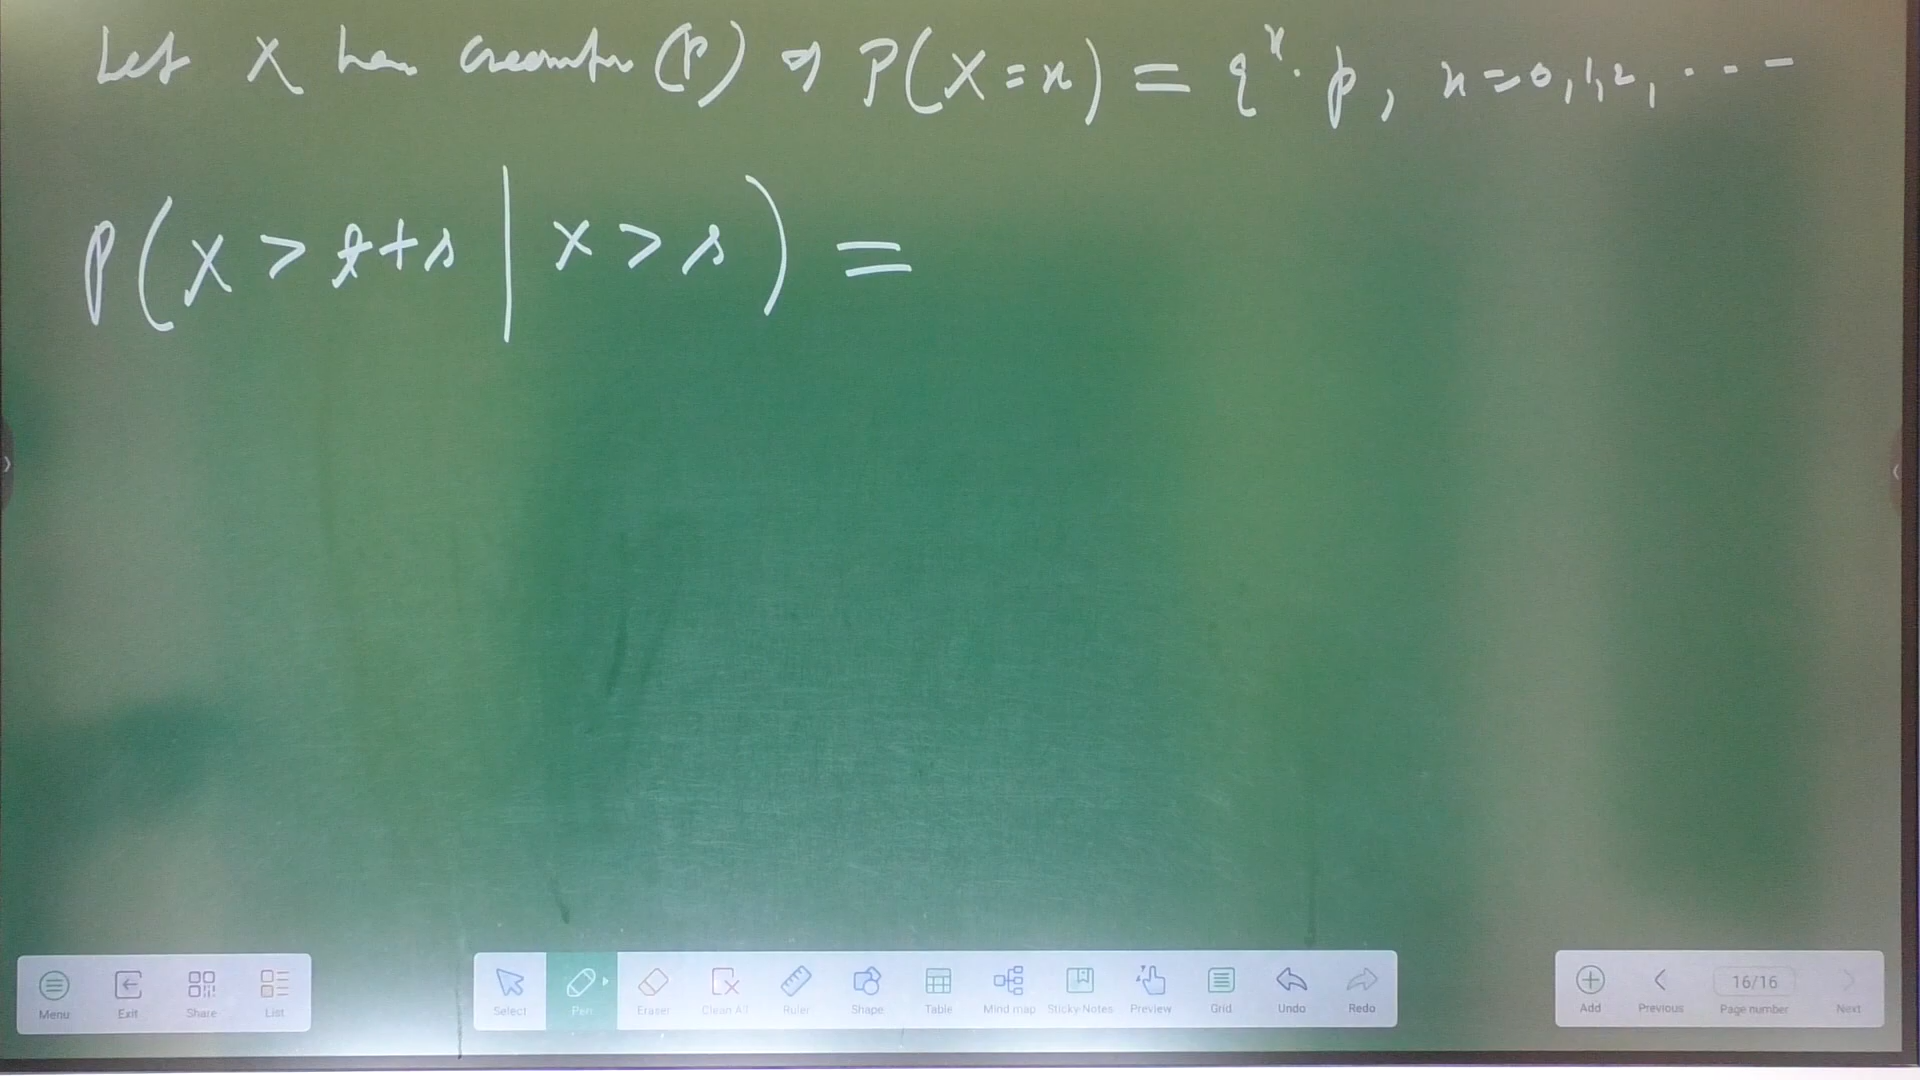 Let X has Geometric (p) ⇒ P(X=x) = q^x · p, x=0,1,2, ....
P(X > t+s | X > s) =
Menu Exit Share List Select Pen Eraser Clean All Ruler Shape Table Mind map Sticky Notes Preview Grid Undo Redo Add Previous 16/16 Page number Next